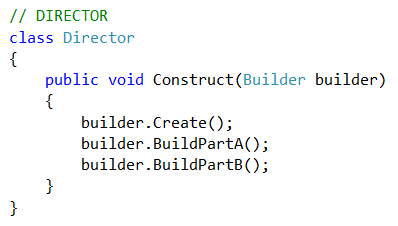 // DIRECTOR
class Director
{
    public void Construct(Builder builder)
    {
        builder.Create();
        builder.BuildPartA();
        builder.BuildPartB();
    }
}